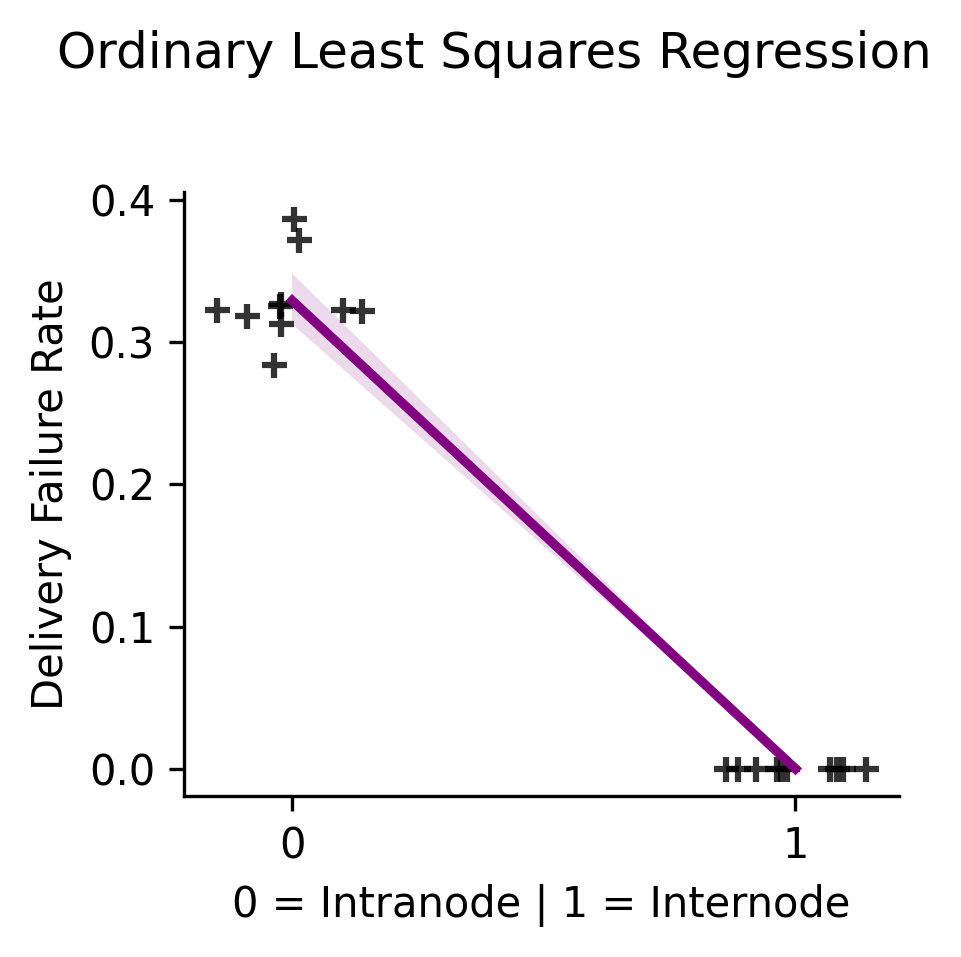 Ordinary Least Squares Regression
Delivery Failure Rate
0.4
0.3
0.2
0.1
0.0
0
1
0 = Intranode | 1 = Internode